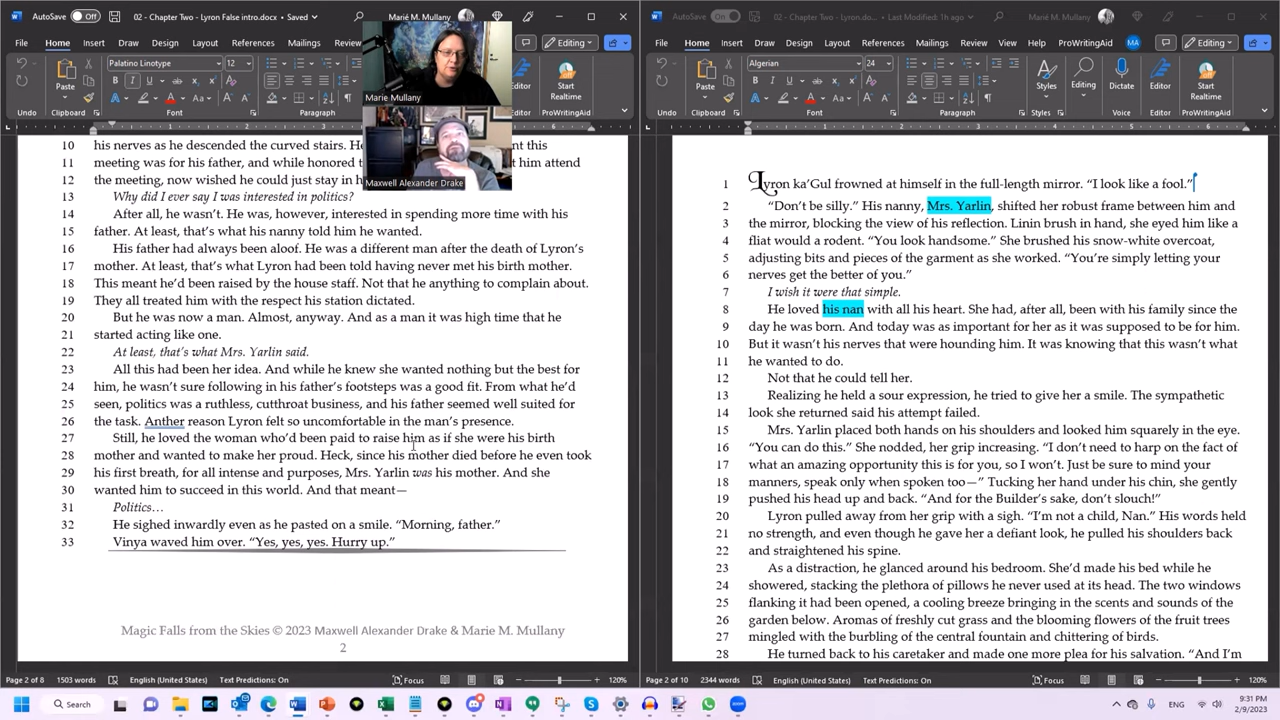 AutoSave Off 02 - Chapter Two - Lyron False intro.docx • Saved Marié M. Mullany
File Home Insert Draw Design Layout References Mailings Editing
Palatino Linotype 12
Undo Paste Clipboard Font Paragraph Editor Start Realtime ProWritingAid
Marie Mullany
Maxwell Alexander Drake
10 his nerves as he descended the curved stairs. He
11 meeting was for his father, and while honored t
12 the meeting, now wished he could just stay in h
13 Why did I ever say I was interested in politics?
14 After all, he wasn't. He was, however, interested in spending more time with his
15 father. At least, that's what his nanny told him he wanted.
16 His father had always been aloof. He was a different man after the death of Lyron's
17 mother. At least, that's what Lyron had been told having never met his birth mother.
18 This meant he'd been raised by the house staff. Not that he anything to complain about.
19 They all treated him with the respect his station dictated.
20 But he was now a man. Almost, anyway. And as a man it was high time that he
21 started acting like one.
22 At least, that's what Mrs. Yarlin said.
23 All this had been her idea. And while he knew she wanted nothing but the best for
24 him, he wasn't sure following in his father's footsteps was a good fit. From what he'd
25 seen, politics was a ruthless, cutthroat business, and his father seemed well suited for
26 the task. Anther reason Lyron felt so uncomfortable in the man's presence.
27 Still, he loved the woman who'd been paid to raise him as if she were his birth
28 mother and wanted to make her proud. Heck, since his mother died before he even took
29 his first breath, for all intense and purposes, Mrs. Yarlin was his mother. And she
30 wanted him to succeed in this world. And that meant—
31 Politics…
32 He sighed inwardly even as he pasted on a smile. "Morning, father."
33 Vinya waved him over. "Yes, yes, yes. Hurry up."
Magic Falls from the Skies © 2023 Maxwell Alexander Drake & Marie M. Mullany
2
Page 2 of 8 1503 words English (United States) Text Predictions: On Focus 120%
AutoSave On 02 - Chapter Two - Lyron.do... • Last Modified: 1h ago Marié M. Mullany
File Home Insert Draw Design Layout References Mailings Review View Help ProWritingAid MA Editing
Algerian 24
Undo Paste Clipboard Font Paragraph Styles Styles Editing Dictate Voice Editor Editor Start Realtime ProWritingAid
1 Lyron ka'Gul frowned at himself in the full-length mirror. "I look like a fool."
2 "Don't be silly." His nanny, Mrs. Yarlin, shifted her robust frame between him and
3 the mirror, blocking the view of his reflection. Linin brush in hand, she eyed him like a
4 fliat would a rodent. "You look handsome." She brushed his snow-white overcoat,
5 adjusting bits and pieces of the garment as she worked. "You're simply letting your
6 nerves get the better of you."
7 I wish it were that simple.
8 He loved his nan with all his heart. She had, after all, been with his family since the
9 day he was born. And today was as important for her as it was supposed to be for him.
10 But it wasn't his nerves that were hounding him. It was knowing that this wasn't what
11 he wanted to do.
12 Not that he could tell her.
13 Realizing he held a sour expression, he tried to give her a smile. The sympathetic
14 look she returned said his attempt failed.
15 Mrs. Yarlin placed both hands on his shoulders and looked him squarely in the eye.
16 "You can do this." She nodded, her grip increasing. "I don't need to harp on the fact of
17 what an amazing opportunity this is for you, so I won't. Just be sure to mind your
18 manners, speak only when spoken too—" Tucking her hand under his chin, she gently
19 pushed his head up and back. "And for the Builder's sake, don't slouch!"
20 Lyron pulled away from her grip with a sigh. "I'm not a child, Nan." His words held
21 no strength, and even though he gave her a defiant look, he pulled his shoulders back
22 and straightened his spine.
23 As a distraction, he glanced around his bedroom. She'd made his bed while he
24 showered, stacking the plethora of pillows he never used at its head. The two windows
25 flanking it had been opened, a cooling breeze bringing in the scents and sounds of the
26 garden below. Aromas of freshly cut grass and the blooming flowers of the fruit trees
27 mingled with the burbling of the central fountain and chittering of birds.
28 He turned back to his caretaker and made one more plea for his salvation. "And I'm
Page 2 of 10 2344 words English (United States) Text Predictions: On Focus 120%
Search ENG 9:31 PM
2/9/2023